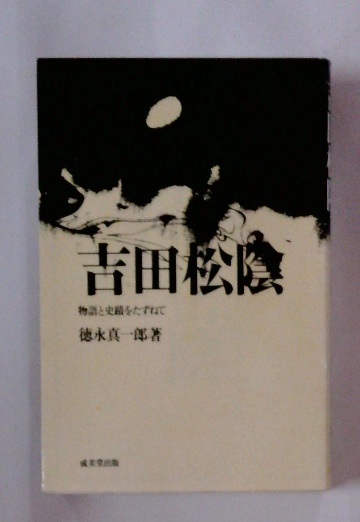 吉田松陰
物語と史蹟をたずねて
徳永真一郎著
成美堂出版